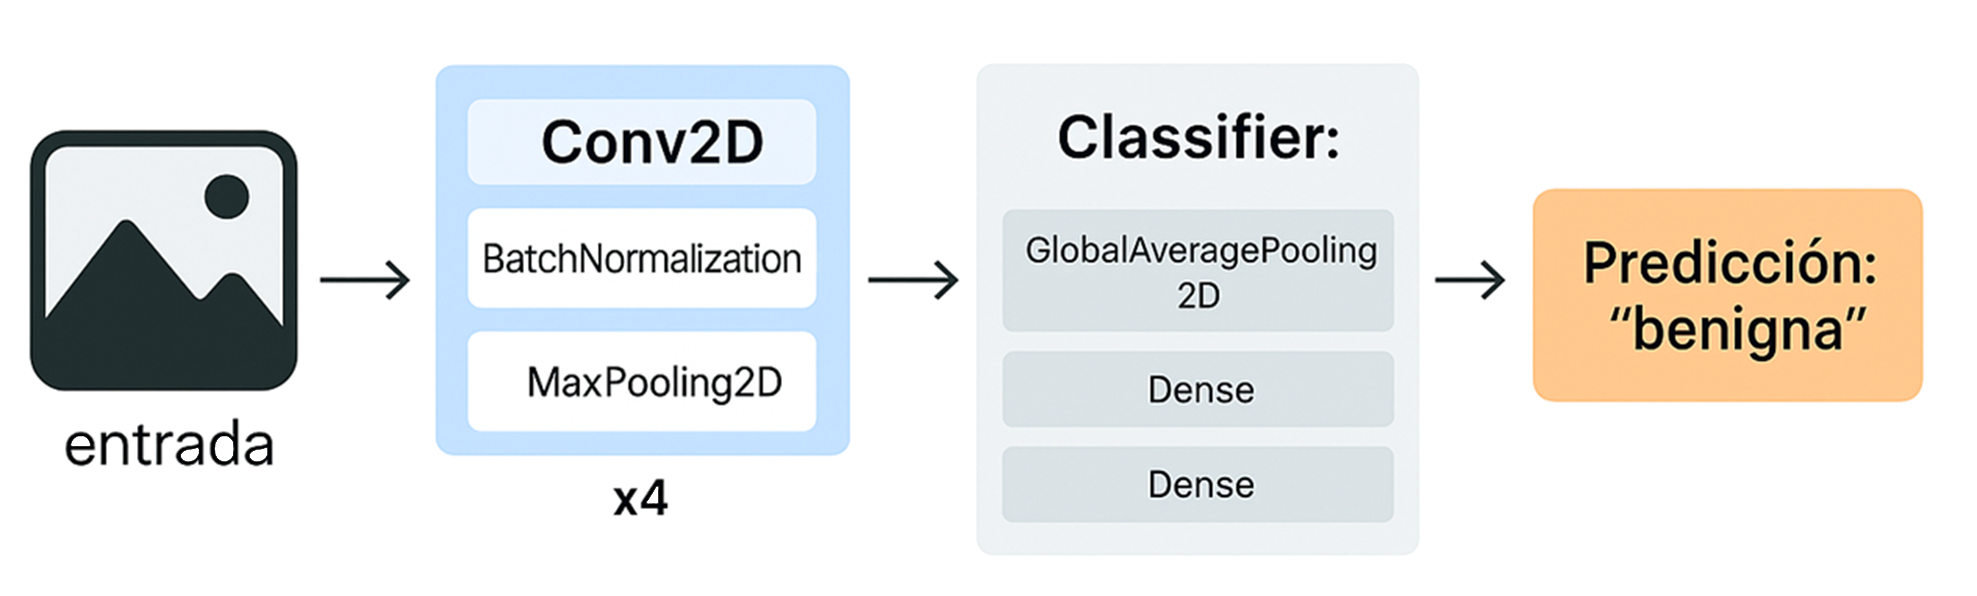 entrada
Conv2D
BatchNormalization
MaxPooling2D
x4
Classifier:
GlobalAveragePooling
2D
Dense
Dense
Predicción:
“benigna”